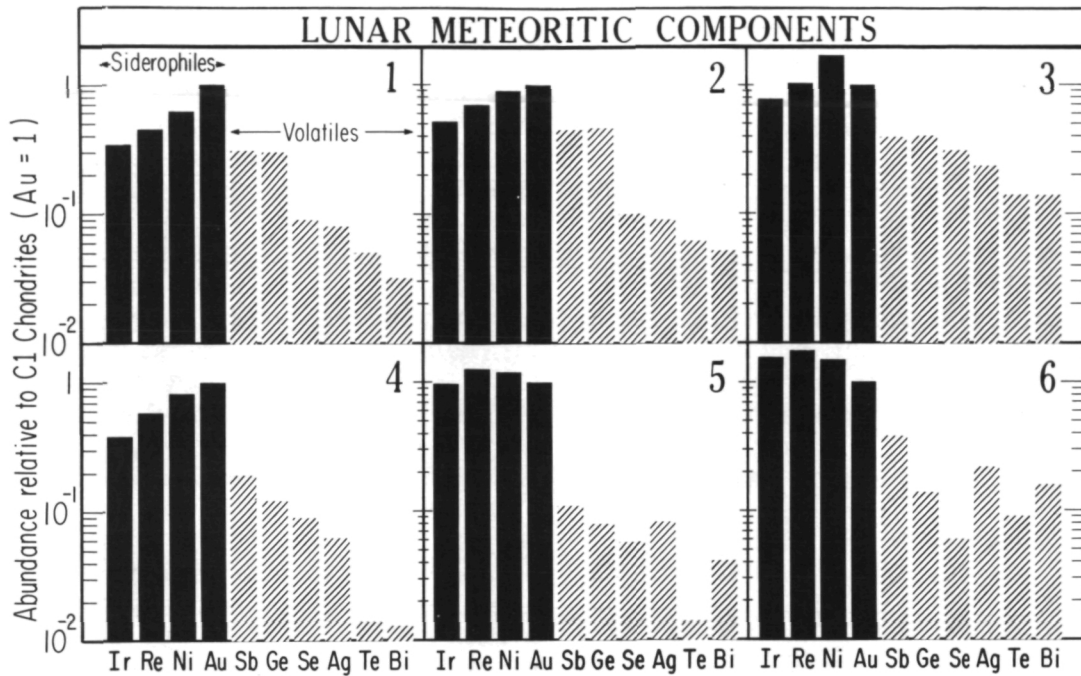 LUNAR METEORITIC COMPONENTS
Siderophiles
Volatiles
1
2
3
4
5
6
Abundance relative to C1 Chondrites (Au = 1)
1
10⁻¹
10⁻²
1
10⁻¹
10⁻²
Ir Re Ni Au Sb Ge Se Ag Te Bi
Ir Re Ni Au Sb Ge Se Ag Te Bi
Ir Re Ni Au Sb Ge Se Ag Te Bi